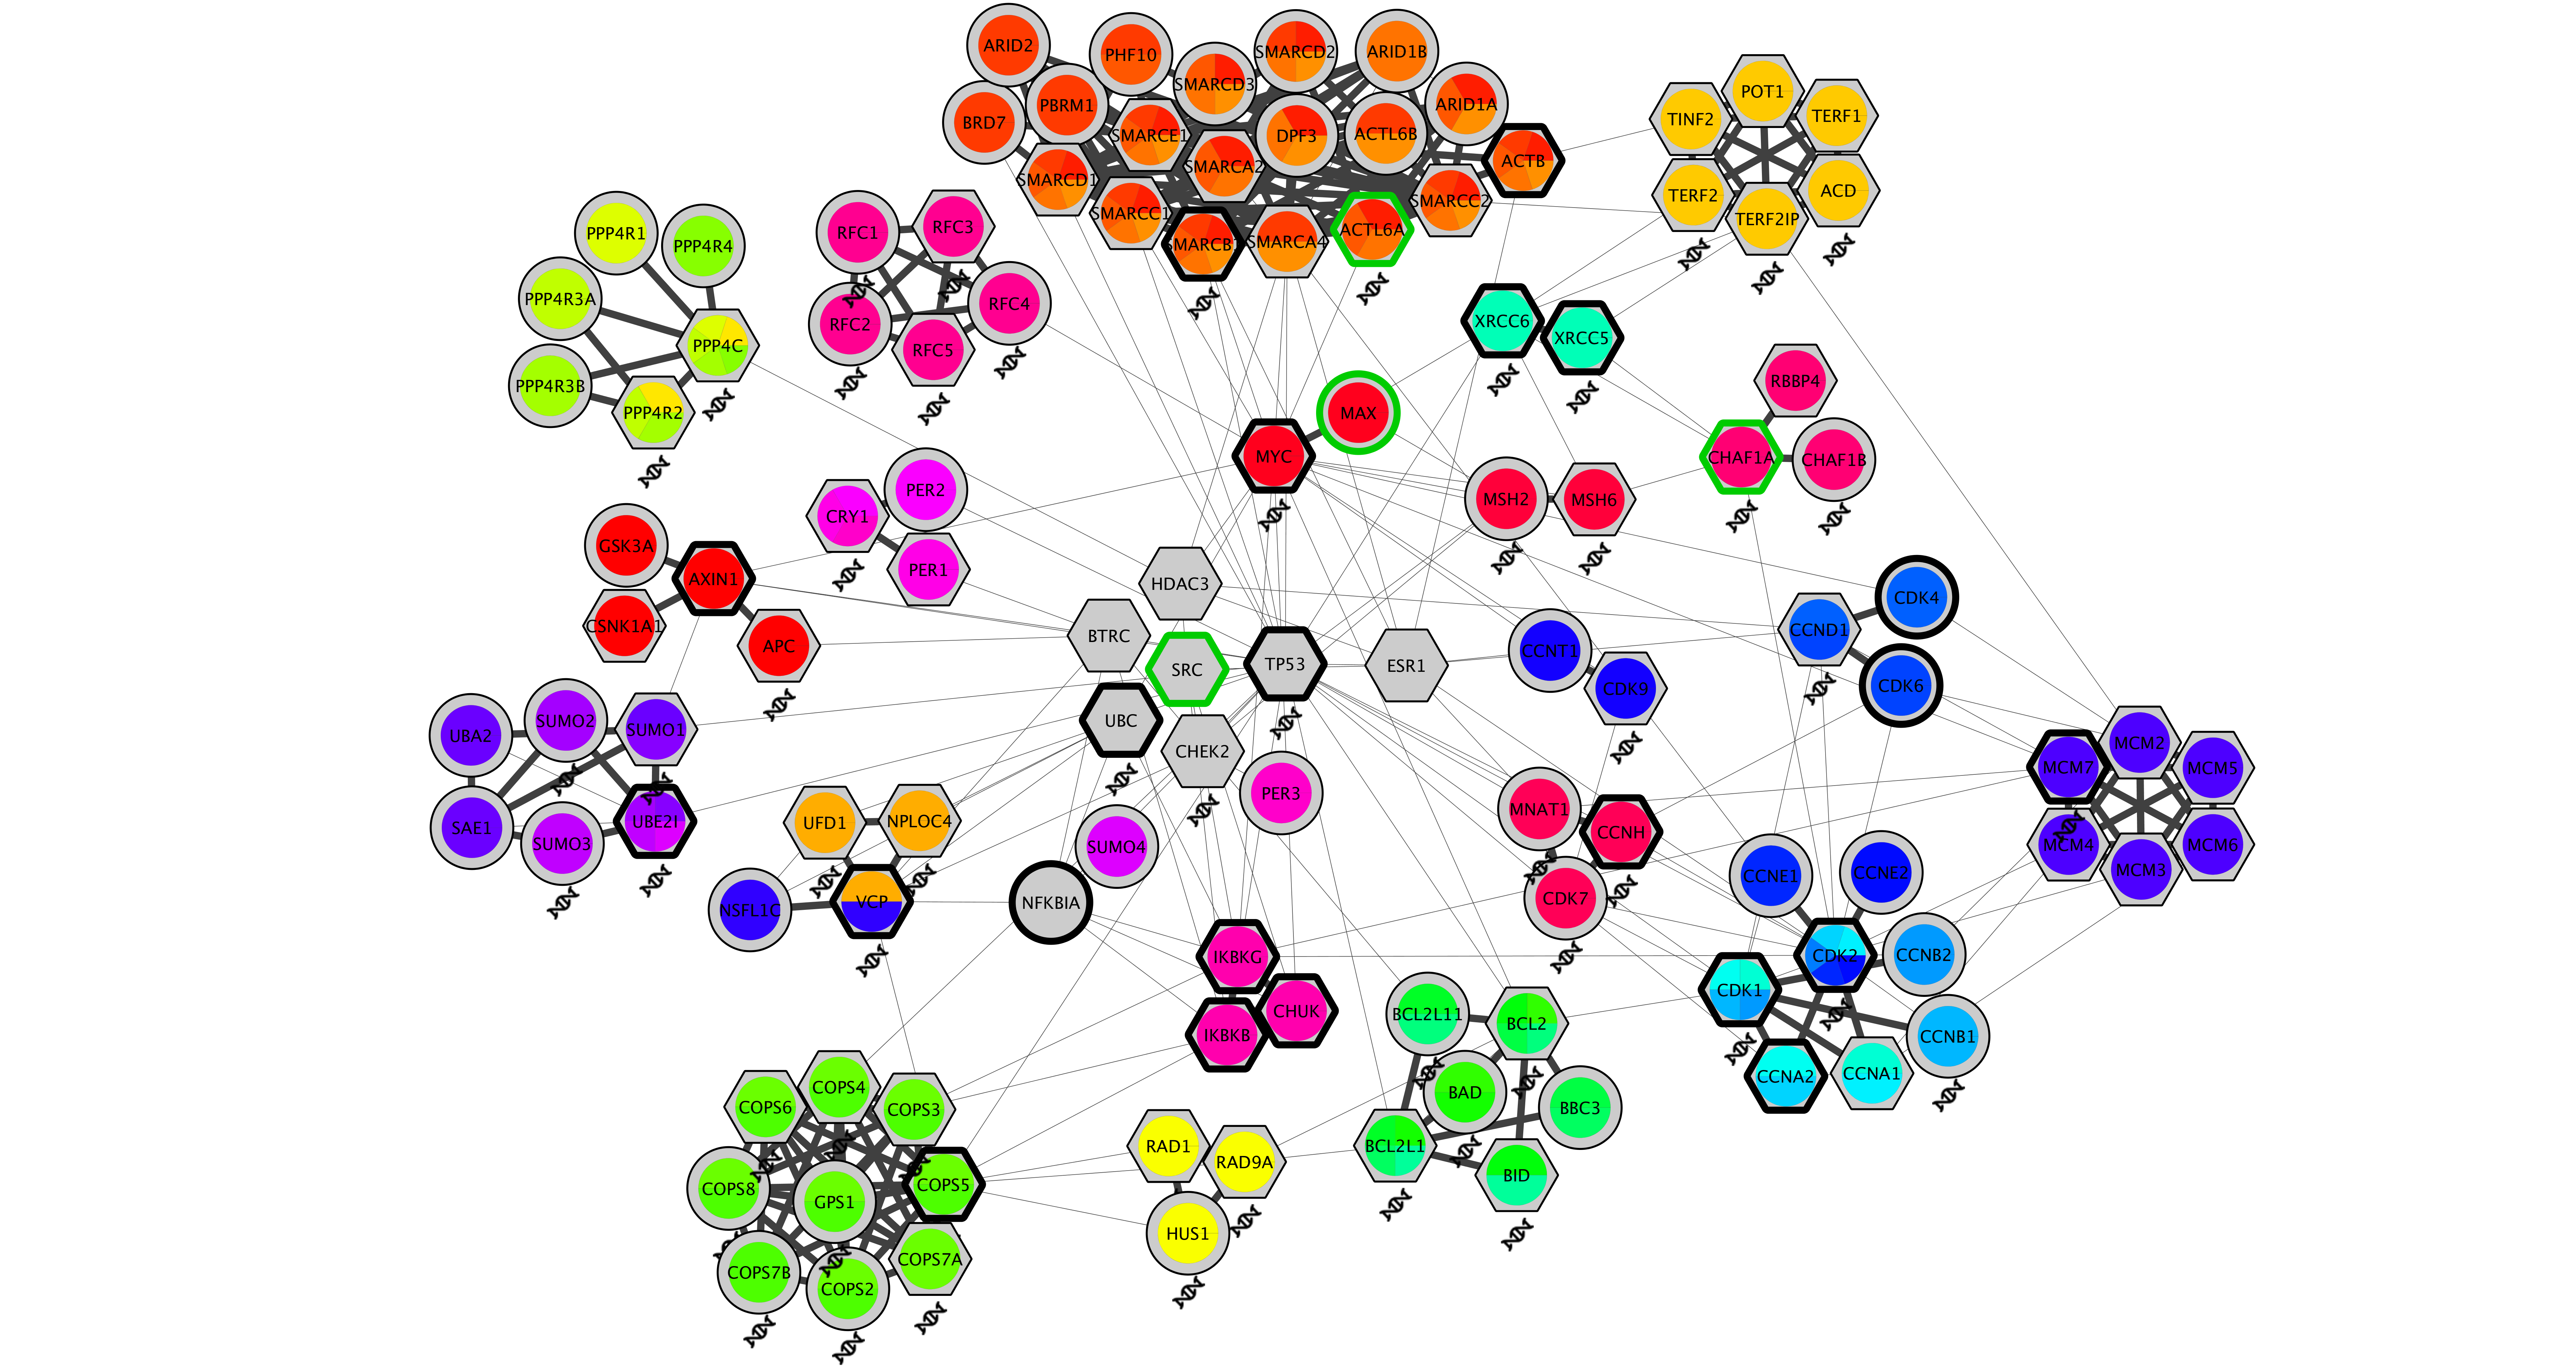 ARID2
PHF10
SMARCD2
ARID1B
BRD7
PBRM1
SMARCD3
ARID1A
SMARCE1
DPF3
ACTL6B
ACTB
SMARCD1
SMARCA2
SMARCC1
SMARCC2
SMARCB1
SMARCA4
ACTL6A
TINF2
POT1
TERF1
TERF2
TERF2IP
ACD
PPP4R1
PPP4R4
PPP4R3A
PPP4C
PPP4R3B
PPP4R2
RFC1
RFC3
RFC2
RFC4
RFC5
XRCC6
XRCC5
MAX
MYC
RBBP4
CHAF1A
CHAF1B
MSH2
MSH6
CRY1
PER2
PER1
GSK3A
AXIN1
CSNK1A1
APC
HDAC3
BTRC
SRC
TP53
ESR1
UBC
CHEK2
PER3
CCNT1
CDK9
CCND1
CDK4
CDK6
UBA2
SUMO2
SUMO1
SAE1
SUMO3
UBE2I
UFD1
NPLOC4
NSFL1C
VCP
SUMO4
NFKBIA
MNAT1
CCNH
CDK7
MCM7
MCM2
MCM5
MCM4
MCM3
MCM6
CCNE1
CCNE2
CDK2
CCNB2
CDK1
CCNB1
CCNA2
CCNA1
IKBKG
CHUK
IKBKB
BCL2L11
BCL2
BAD
BBC3
BCL2L1
BID
COPS6
COPS4
COPS3
COPS8
GPS1
COPS5
COPS7B
COPS2
COPS7A
RAD1
RAD9A
HUS1